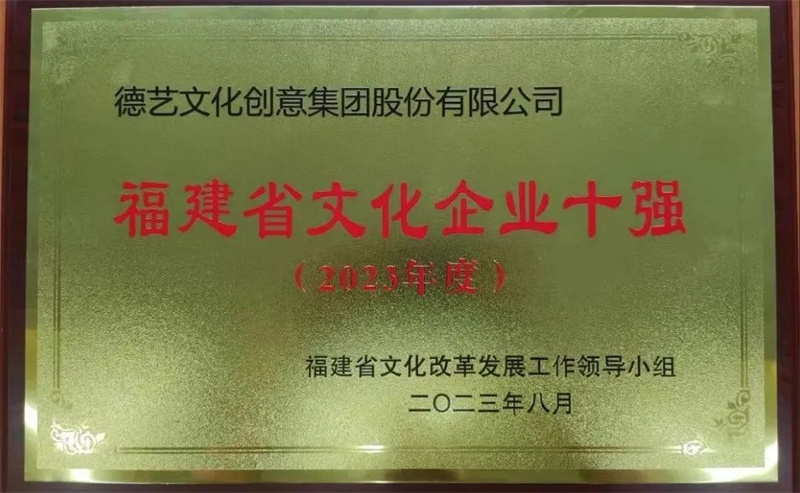 德艺文化创意集团股份有限公司
福建省文化企业十强
（2023年度）
福建省文化改革发展工作领导小组
二〇二三年八月